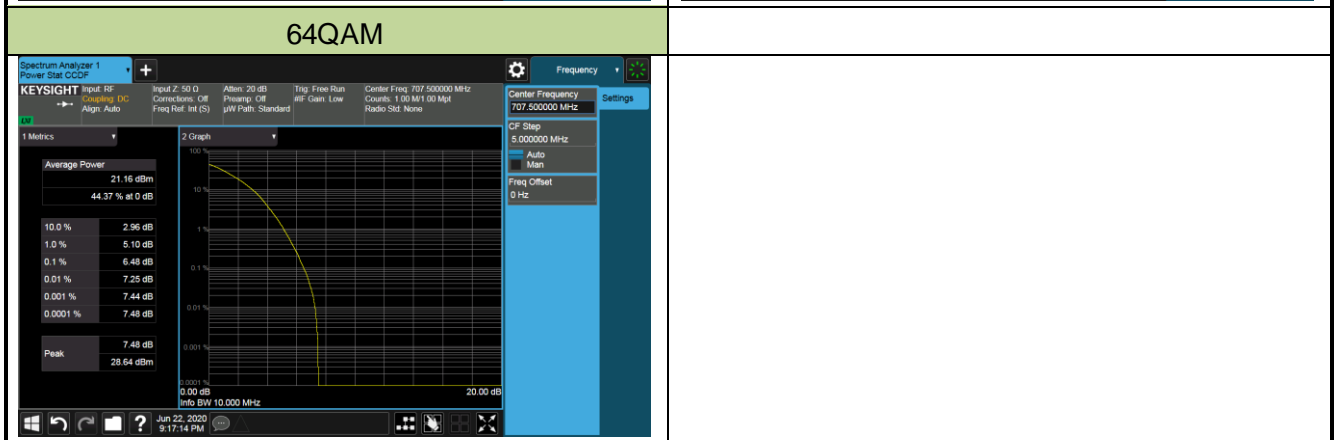 64QAM
Spectrum Analyzer 1
Power Stat CCDF
Frequency
KEYSIGHT
Input: RF
Coupling: DC
Align: Auto
Input Z: 50 Ω
Corrections: Off
Freq Ref: Int (S)
Atten: 20 dB
Preamp: Off
µW Path: Standard
Trig: Free Run
#IF Gain: Low
Center Freq: 707.500000 MHz
Counts: 1.00 M/1.00 Mpt
Radio Std: None
1 Metrics
Average Power
21.16 dBm
44.37 % at 0 dB
10.0 % 2.96 dB
1.0 % 5.10 dB
0.1 % 6.48 dB
0.01 % 7.25 dB
0.001 % 7.44 dB
0.0001 % 7.48 dB
Peak
7.48 dB
28.64 dBm
2 Graph
100 %
10 %
1 %
0.1 %
0.01 %
0.001 %
0.0001 %
0.00 dB 20.00 dB
Info BW 10.000 MHz
Center Frequency
707.500000 MHz
CF Step
5.000000 MHz
Auto
Man
Freq Offset
0 Hz
Settings
?
Jun 22, 2020
9:17:14 PM